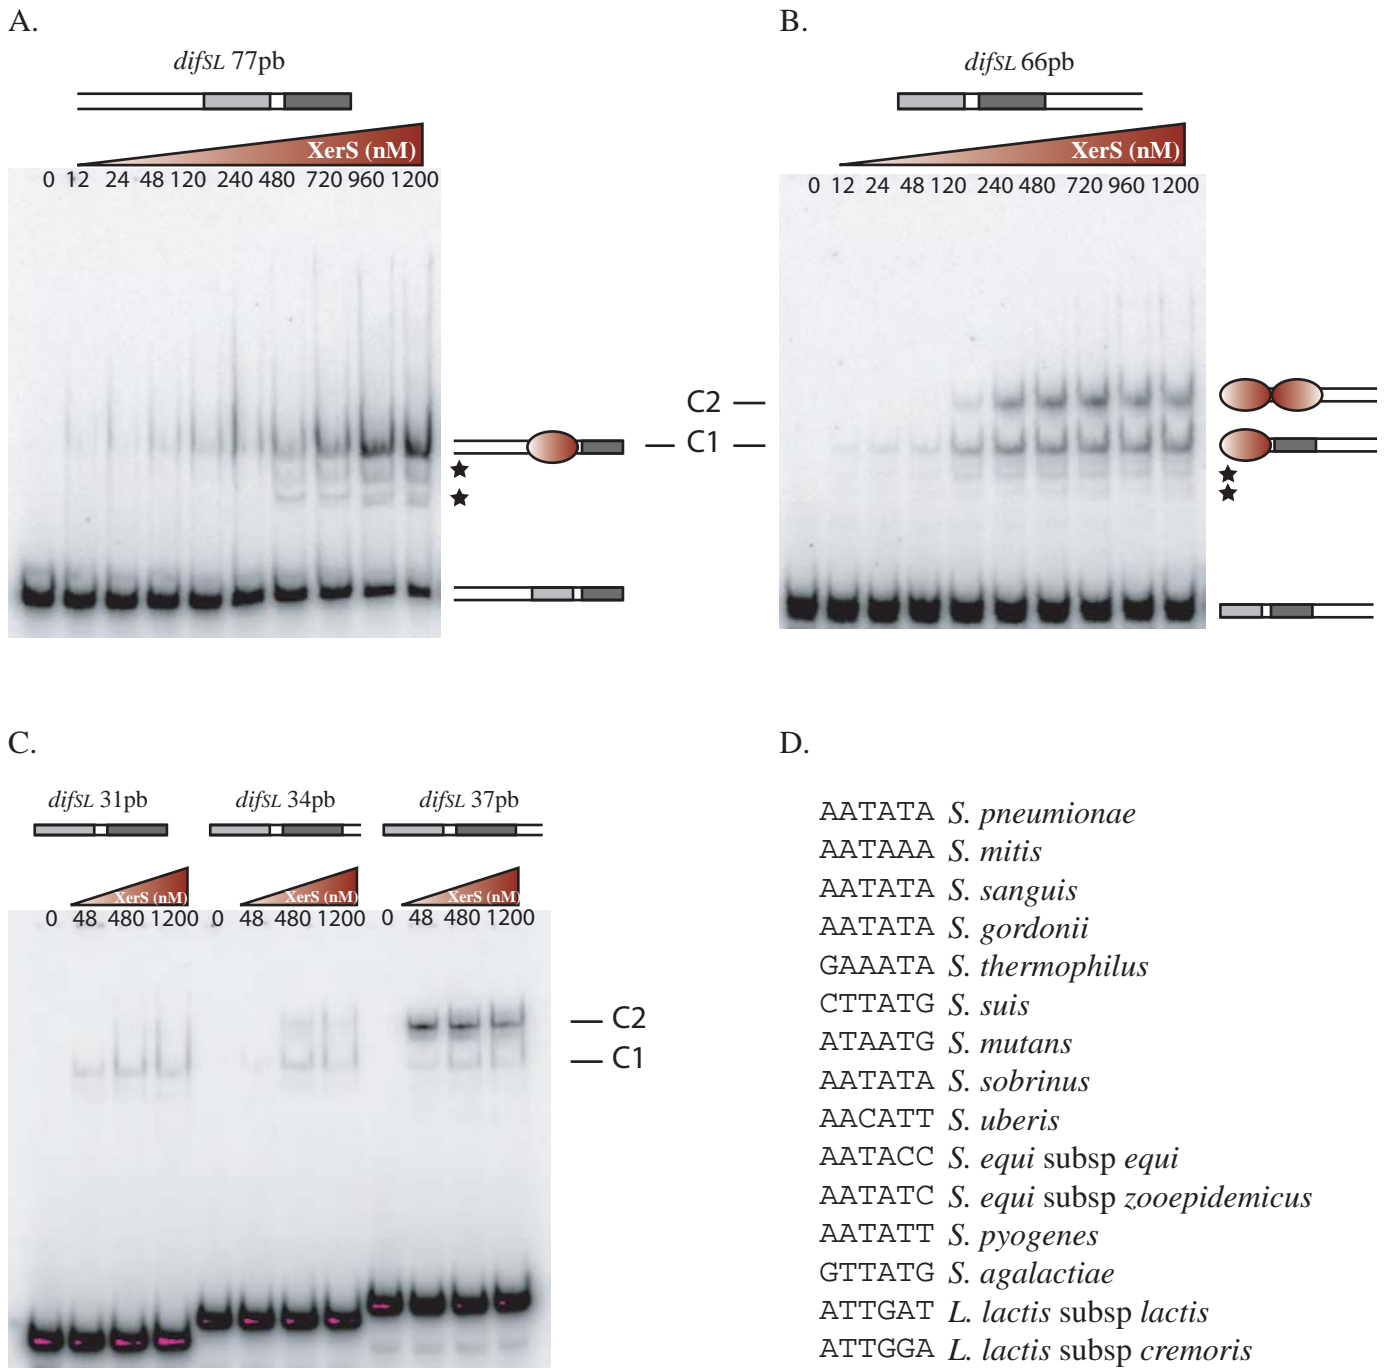 A.
difSL 77pb
XerS (nM)
0 12 24 48 120 240 480 720 960 1200
C2
C1
B.
difSL 66pb
XerS (nM)
0 12 24 48 120 240 480 720 960 1200
C.
difSL 31pb difSL 34pb difSL 37pb
XerS (nM) XerS (nM) XerS (nM)
0 48 480 1200 0 48 480 1200 0 48 480 1200
C2
C1
D.
AATATA S. pneumionae
AATAAA S. mitis
AATATA S. sanguis
AATATA S. gordonii
GAAATA S. thermophilus
CTTATG S. suis
ATAATG S. mutans
AATATA S. sobrinus
AACATT S. uberis
AATACC S. equi subsp equi
AATATC S. equi subsp zooepidemicus
AATATT S. pyogenes
GTTATG S. agalactiae
ATTGAT L. lactis subsp lactis
ATTGGA L. lactis subsp cremoris